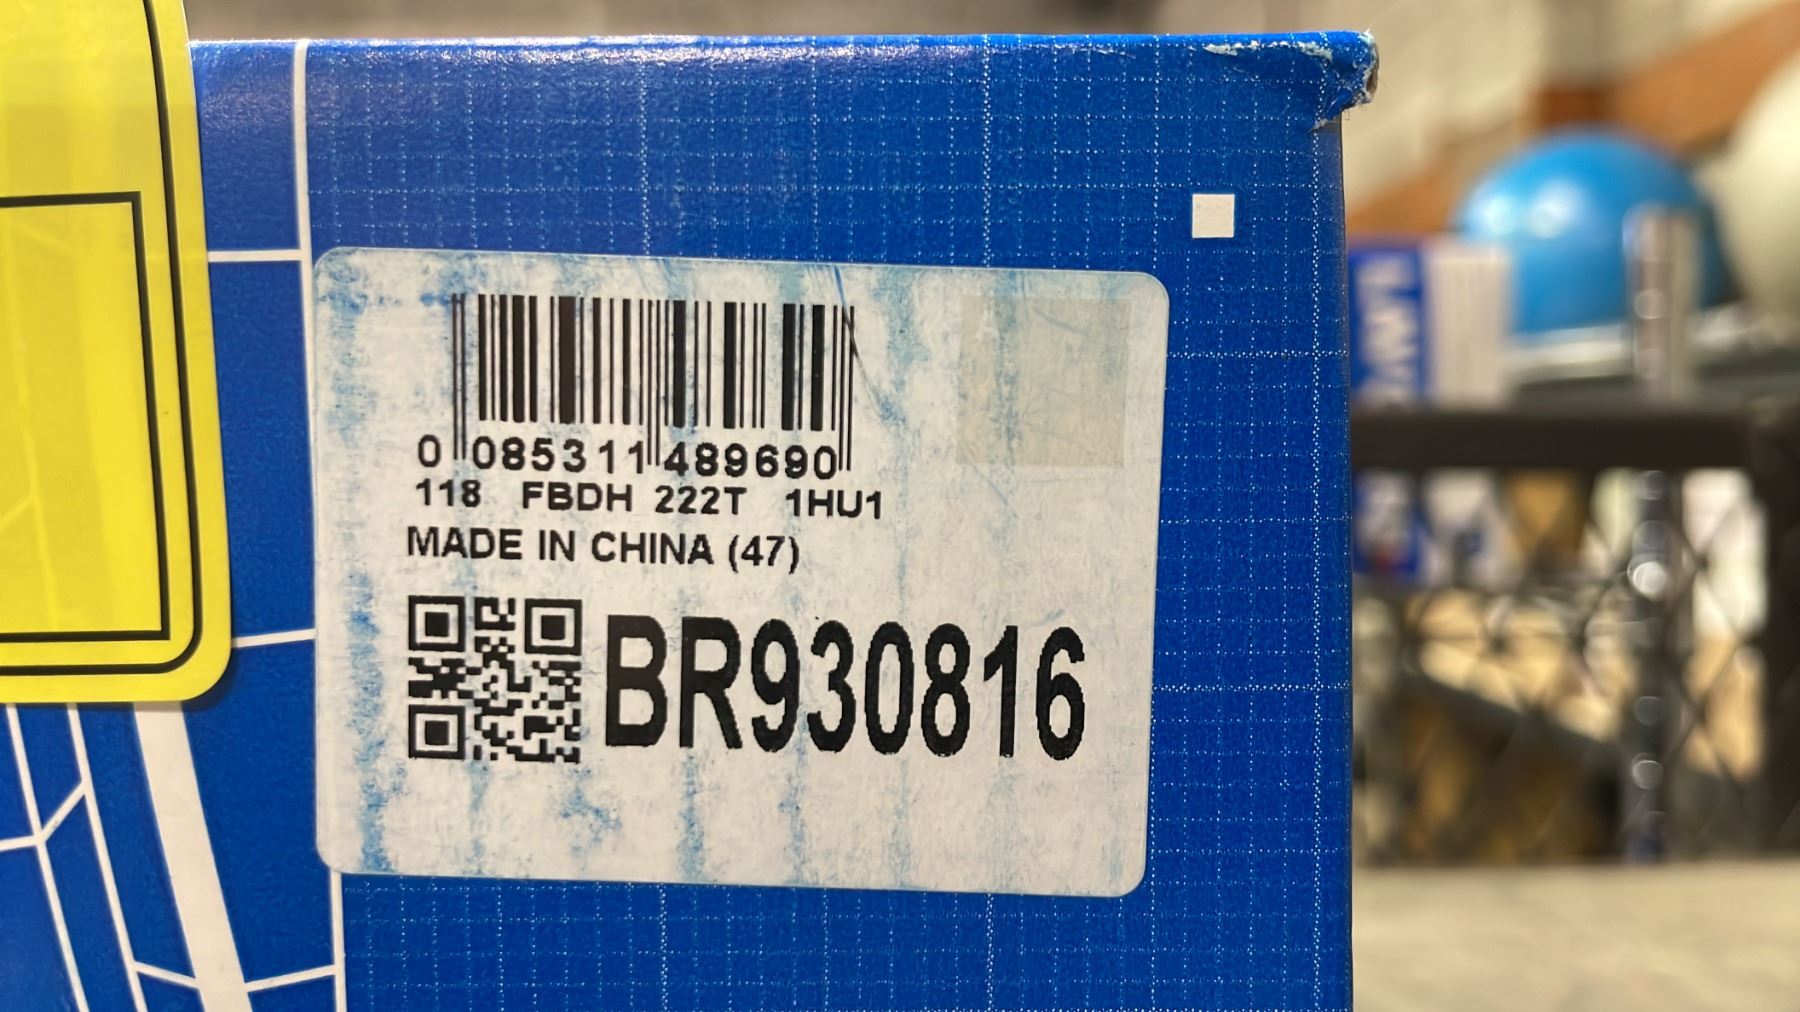 0 085311 489690
118 FBDH 222T 1HU1
MADE IN CHINA (47)
BR930816